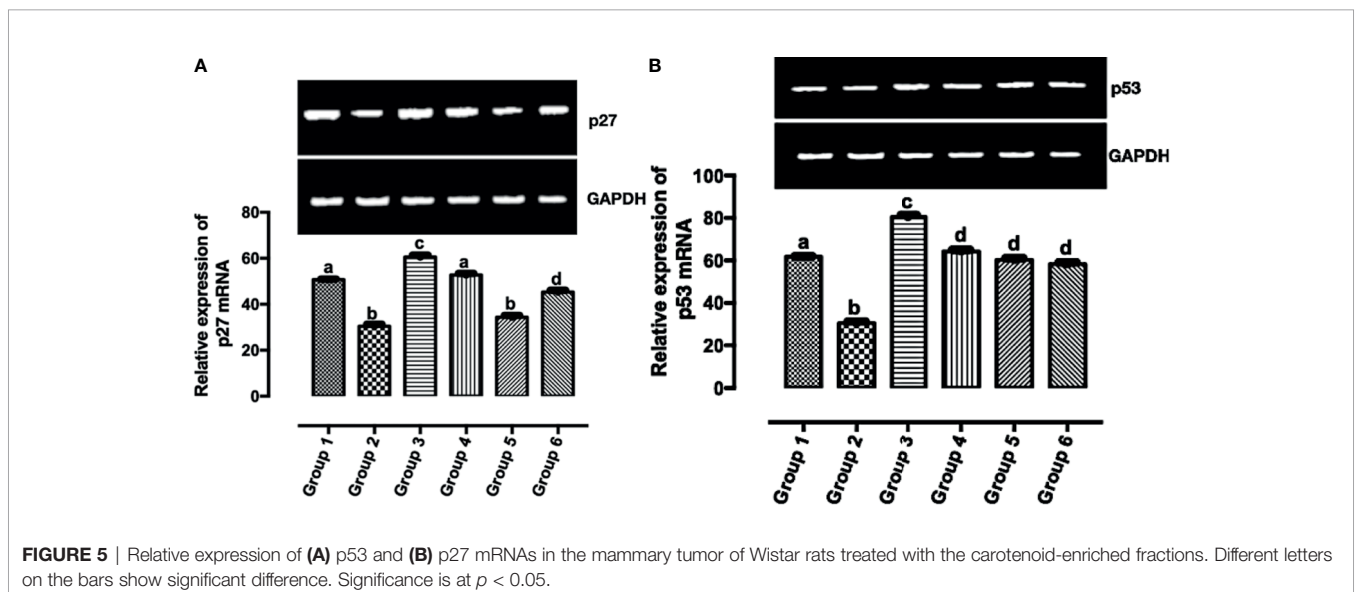 A
p27
GAPDH
Relative expression of
p27 mRNA
80
60
40
20
0
a
b
c
a
b
d
Group 1
Group 2
Group 3
Group 4
Group 5
Group 6
B
p53
GAPDH
Relative expression of
p53 mRNA
100
80
60
40
20
0
a
b
c
d
d
d
Group 1
Group 2
Group 3
Group 4
Group 5
Group 6
FIGURE 5 | Relative expression of (A) p53 and (B) p27 mRNAs in the mammary tumor of Wistar rats treated with the carotenoid-enriched fractions. Different letters
on the bars show significant difference. Significance is at p < 0.05.